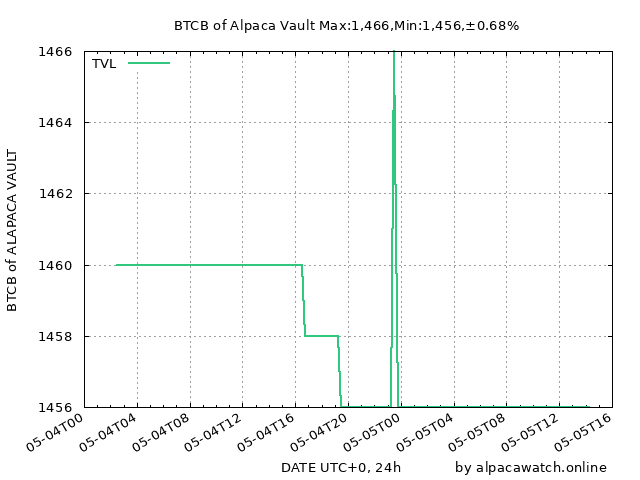 BTCB of Alpaca Vault Max:1,466,Min:1,456,±0.68%
TVL
1466
1464
1462
1460
1458
1456
BTCB of ALAPACA VAULT
05-04T00
05-04T04
05-04T08
05-04T12
05-04T16
05-04T20
05-05T00
05-05T04
05-05T08
05-05T12
05-05T16
DATE UTC+0, 24h
by alpacawatch.online